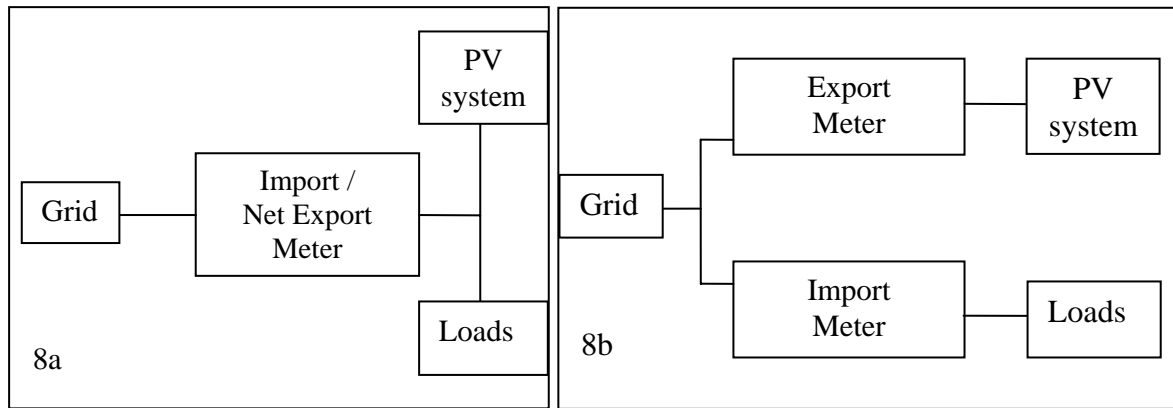 PV
system
Import /
Net Export
Meter
Grid
Loads
8a
Export
Meter
PV
system
Grid
Import
Meter
Loads
8b